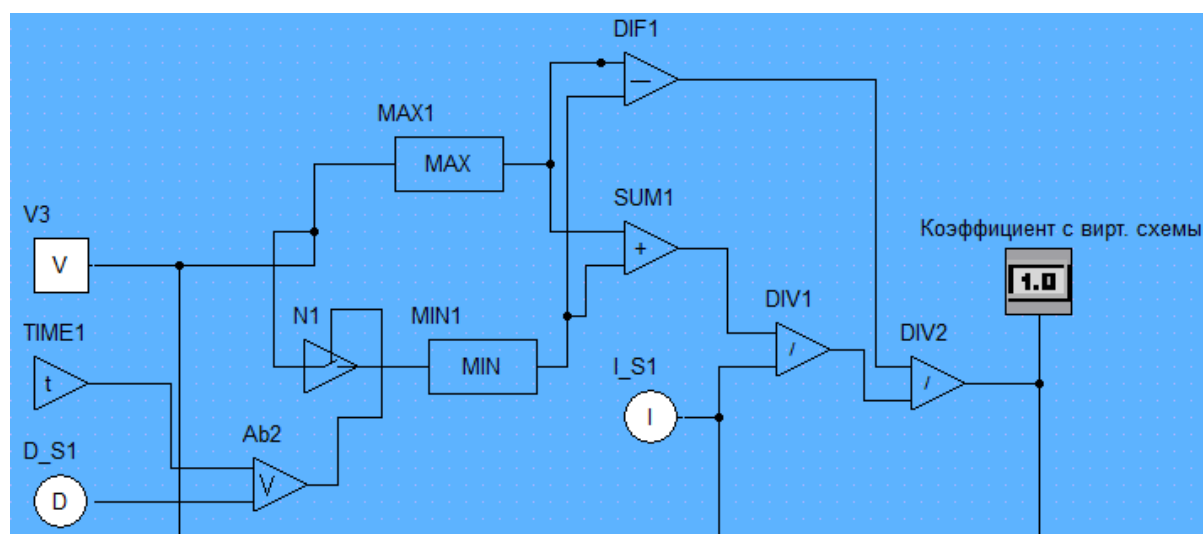 DIF1
—
MAX1
MAX
SUM1
+
V3
V
Коэффициент с вирт. схемы
1.0
N1
MIN1
MIN
DIV1
/
DIV2
/
TIME1
t
I_S1
I
Ab2
V
D_S1
D